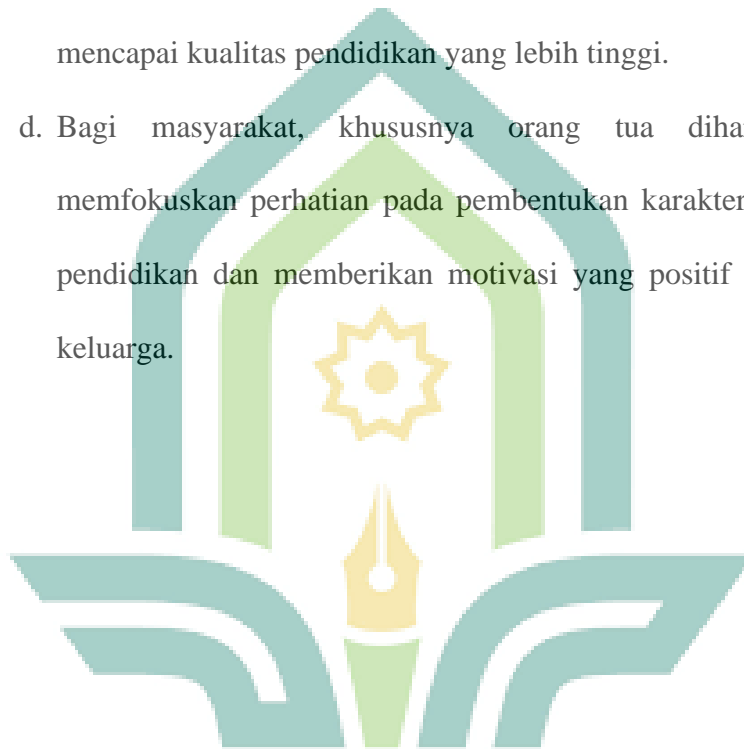 mencapai kualitas pendidikan yang lebih tinggi.
d. Bagi masyarakat, khususnya orang tua dihar
memfokuskan perhatian pada pembentukan karakter
pendidikan dan memberikan motivasi yang positif
keluarga.